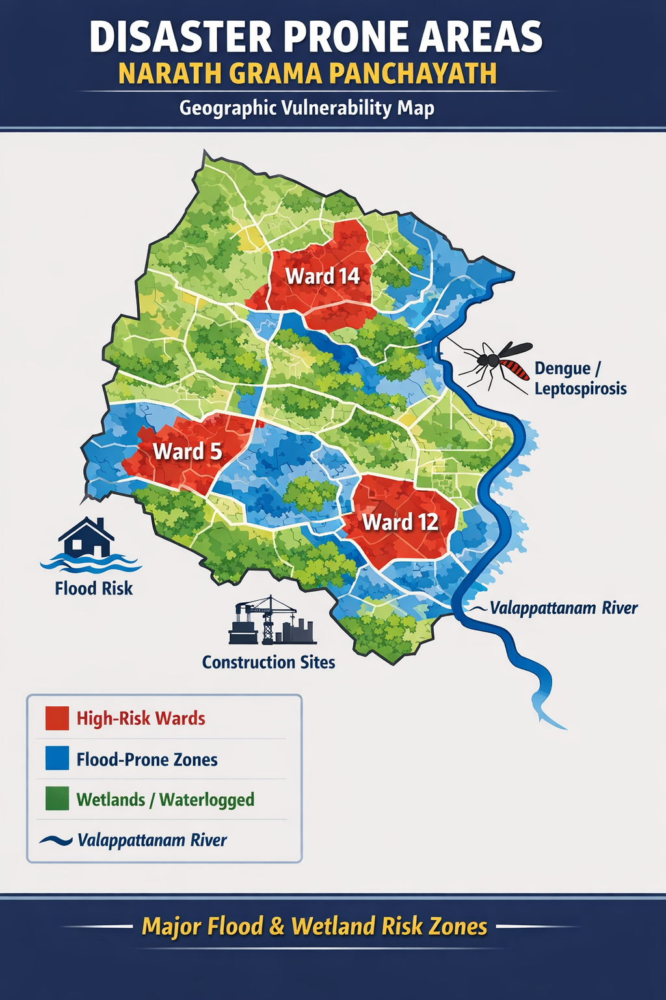 DISASTER PRONE AREAS
NARATH GRAMA PANCHAYATH
Geographic Vulnerability Map
Ward 14
Dengue /
Leptospirosis
Ward 5
Ward 12
Flood Risk
Valappattanam River
Construction Sites
High-Risk Wards
Flood-Prone Zones
Wetlands / Waterlogged
Valappattanam River
Major Flood & Wetland Risk Zones